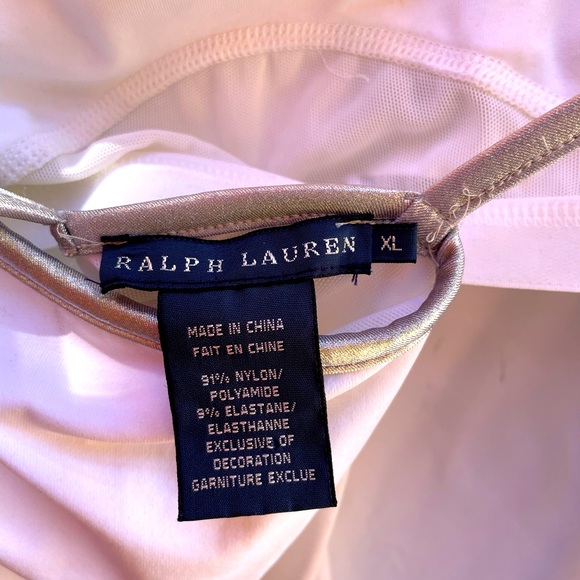 RALPH LAUREN XL
MADE IN CHINA
FAIT EN CHINE
91% NYLON/
POLYAMIDE
9% ELASTANE/
ELASTHANNE
EXCLUSIVE OF
DECORATION
GARNITURE EXCLUE